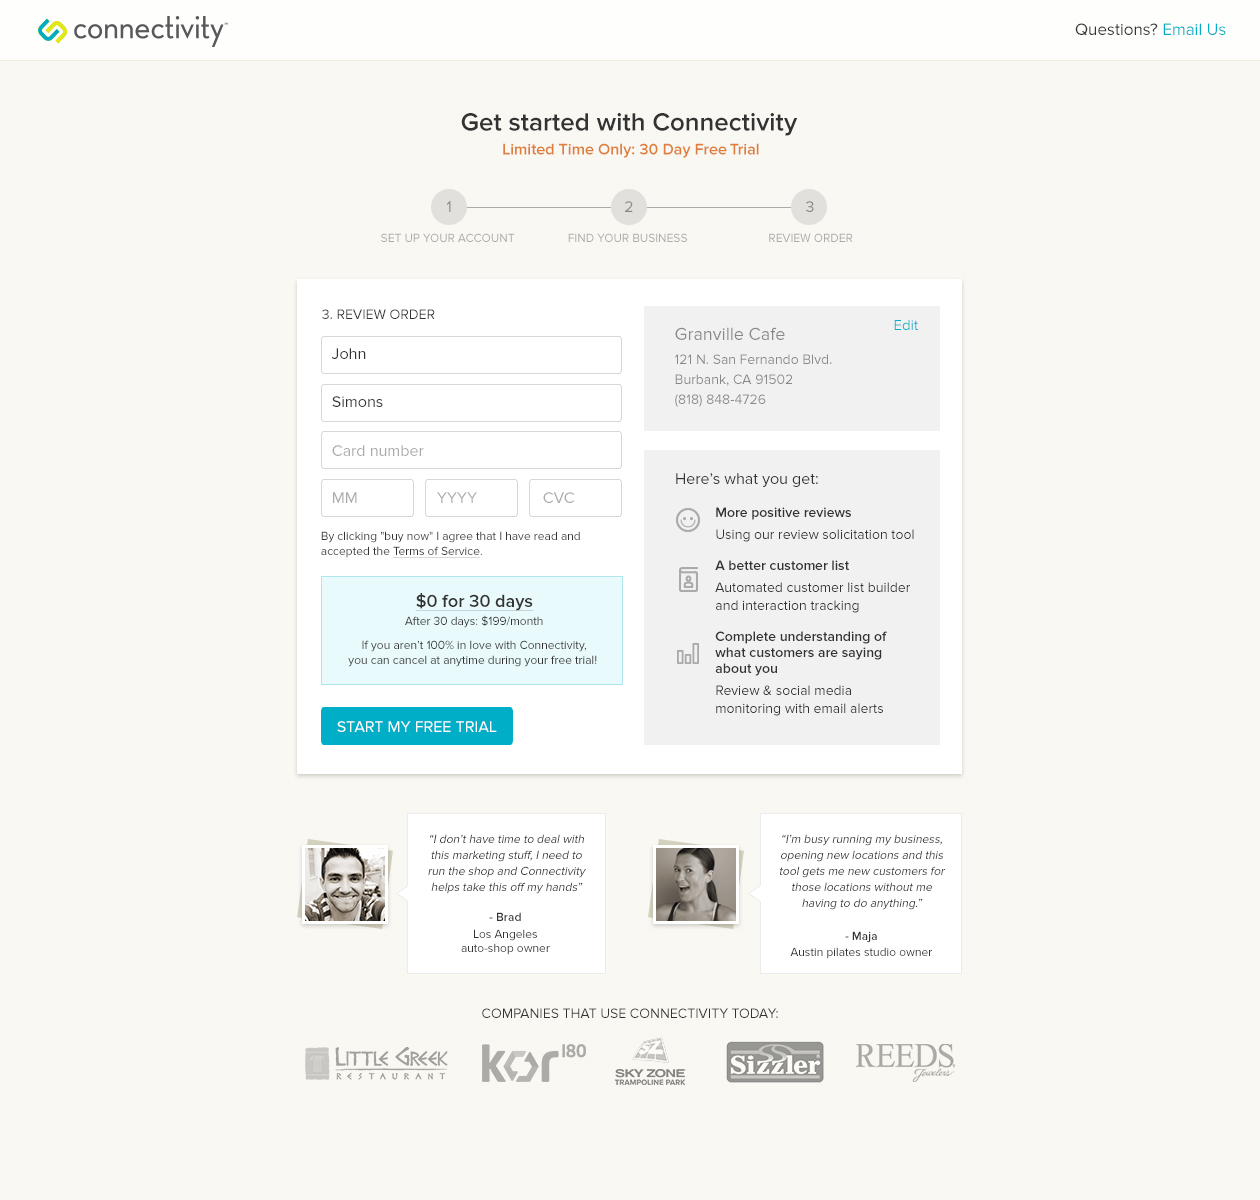 connectivity™
Questions? Email Us
Get started with Connectivity
Limited Time Only: 30 Day Free Trial
1
2
3
SET UP YOUR ACCOUNT
FIND YOUR BUSINESS
REVIEW ORDER
3. REVIEW ORDER
John
Simons
Card number
MM
YYYY
CVC
By clicking "buy now" I agree that I have read and
accepted the Terms of Service.
$0 for 30 days
After 30 days: $199/month
If you aren’t 100% in love with Connectivity,
you can cancel at anytime during your free trial!
START MY FREE TRIAL
Edit
Granville Cafe
121 N. San Fernando Blvd.
Burbank, CA 91502
(818) 848-4726
Here’s what you get:
More positive reviews
Using our review solicitation tool
A better customer list
Automated customer list builder
and interaction tracking
Complete understanding of
what customers are saying
about you
Review & social media
monitoring with email alerts
“I don’t have time to deal with
this marketing stuff, I need to
run the shop and Connectivity
helps take this off my hands”
- Brad
Los Angeles
auto-shop owner
“I’m busy running my business,
opening new locations and this
tool gets me new customers for
those locations without me
having to do anything.”
- Maja
Austin pilates studio owner
COMPANIES THAT USE CONNECTIVITY TODAY:
LITTLE GREEK
RESTAURANT
kor180
SKY ZONE
TRAMPOLINE PARK
Sizzler
REEDS
Jewelers